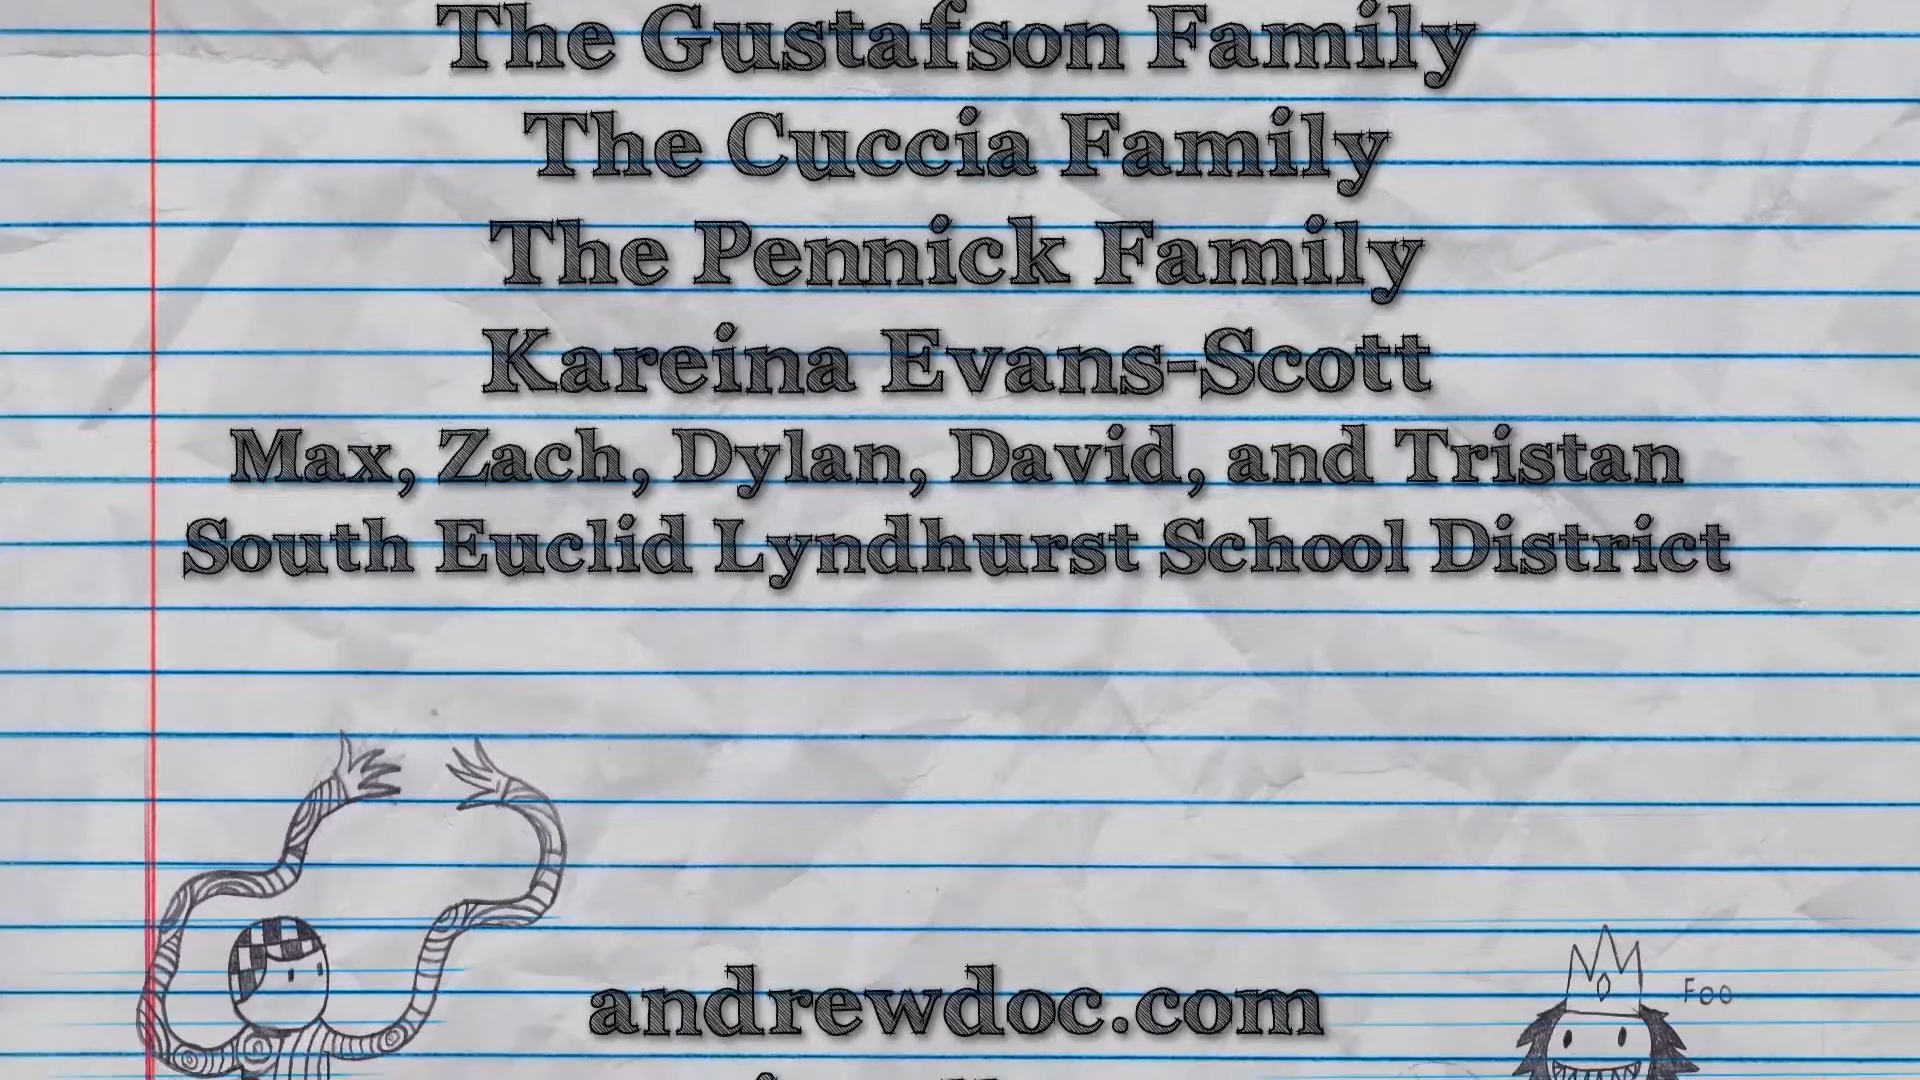 The Gustafson Family
The Cuccia Family
The Pennick Family
Kareina Evans-Scott
Max, Zach, Dylan, David, and Tristan
South Euclid Lyndhurst School District
andrewdoc.com
Foo